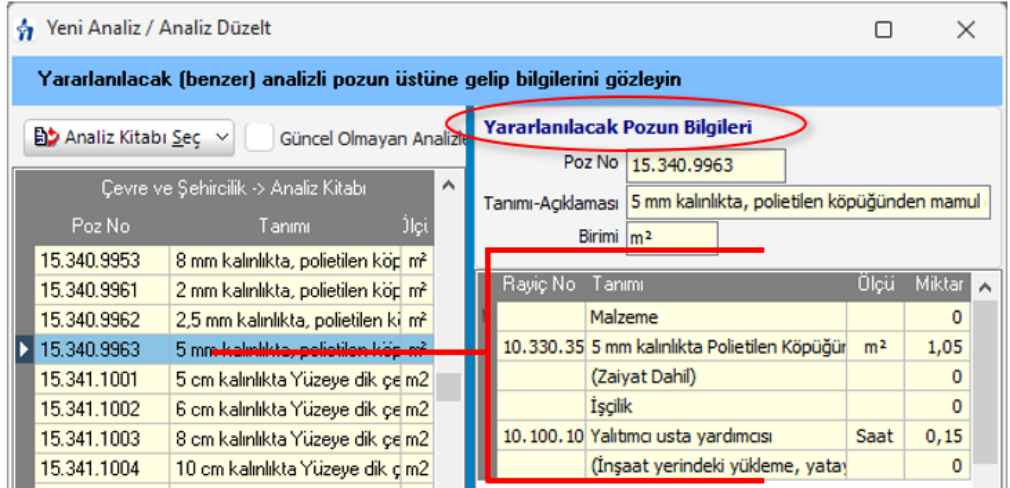 Yeni Analiz / Analiz Düzelt
Yararlanılacak (benzer) analizli pozun üstüne gelip bilgilerini gözleyin
Analiz Kitabı Seç
Güncel Olmayan Analizle
Çevre ve Şehircilik -> Analiz Kitabı
Poz No Tanımı Ölçi
15.340.9953 8 mm kalınlıkta, polietilen köp m²
15.340.9961 2 mm kalınlıkta, polietilen köp m²
15.340.9962 2,5 mm kalınlıkta, polietilen kö m²
15.340.9963 5 mm kalınlıkta, polietilen köp m²
15.341.1001 5 cm kalınlıkta Yüzeye dik çe m2
15.341.1002 6 cm kalınlıkta Yüzeye dik çe m2
15.341.1003 8 cm kalınlıkta Yüzeye dik çe m2
15.341.1004 10 cm kalınlıkta Yüzeye dik ç m2
Yararlanılacak Pozun Bilgileri
Poz No 15.340.9963
Tanımı-Açıklaması 5 mm kalınlıkta, polietilen köpüğünden mamul
Birimi m²
Rayiç No Tanımı Ölçü Miktar
Malzeme 0
10.330.35 5 mm kalınlıkta Polietilen Köpüğür m² 1,05
(Zaiyat Dahil) 0
İşçilik 0
10.100.10 Yalıtımcı usta yardımcısı Saat 0,15
(İnşaat yerindeki yükleme, yatay 0